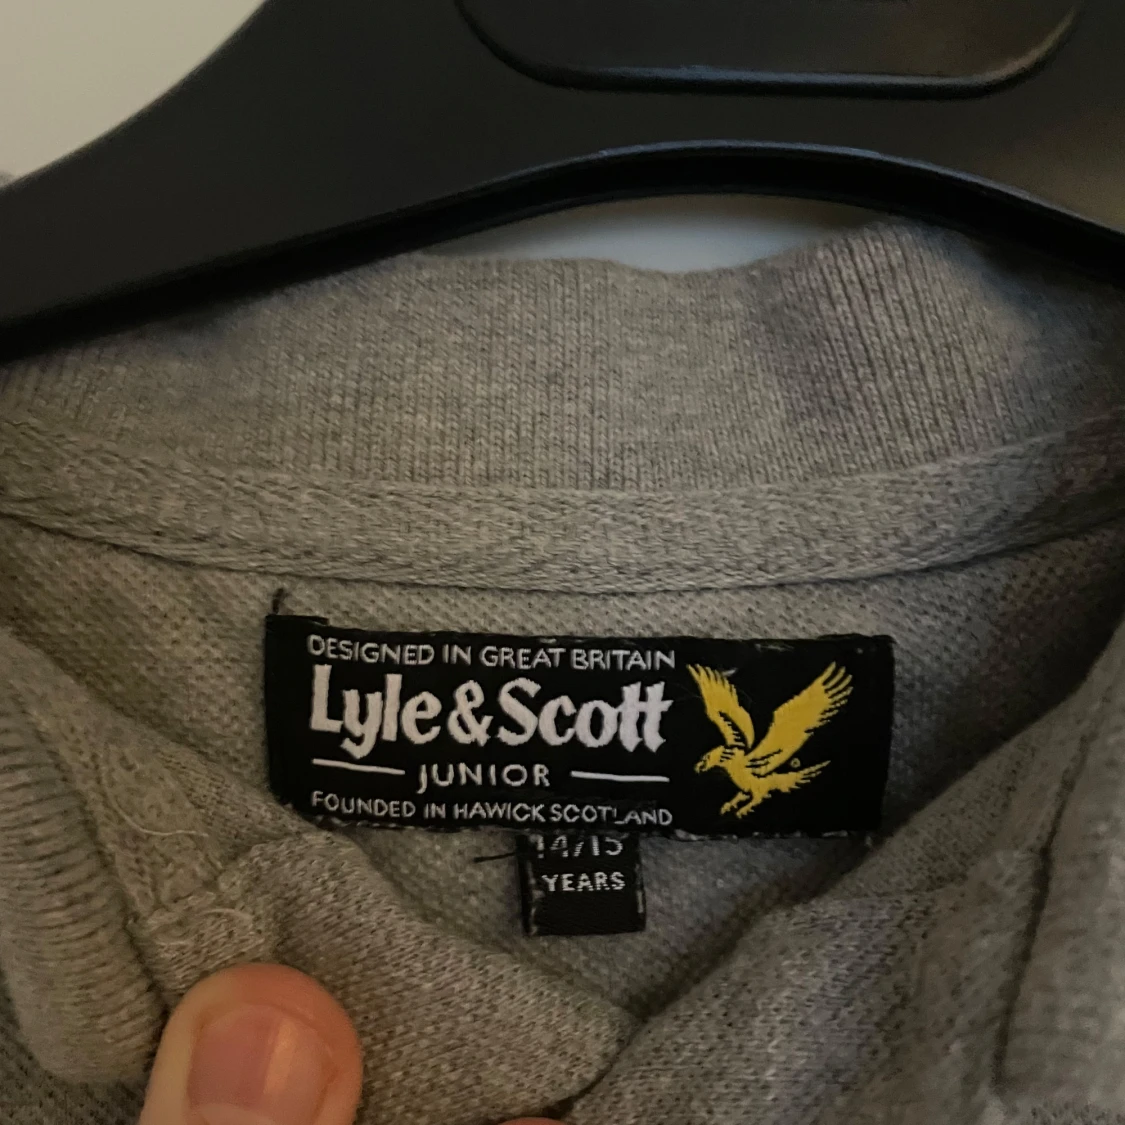 DESIGNED IN GREAT BRITAIN
Lyle & Scott
JUNIOR
FOUNDED IN HAWICK SCOTLAND
14/15
YEARS